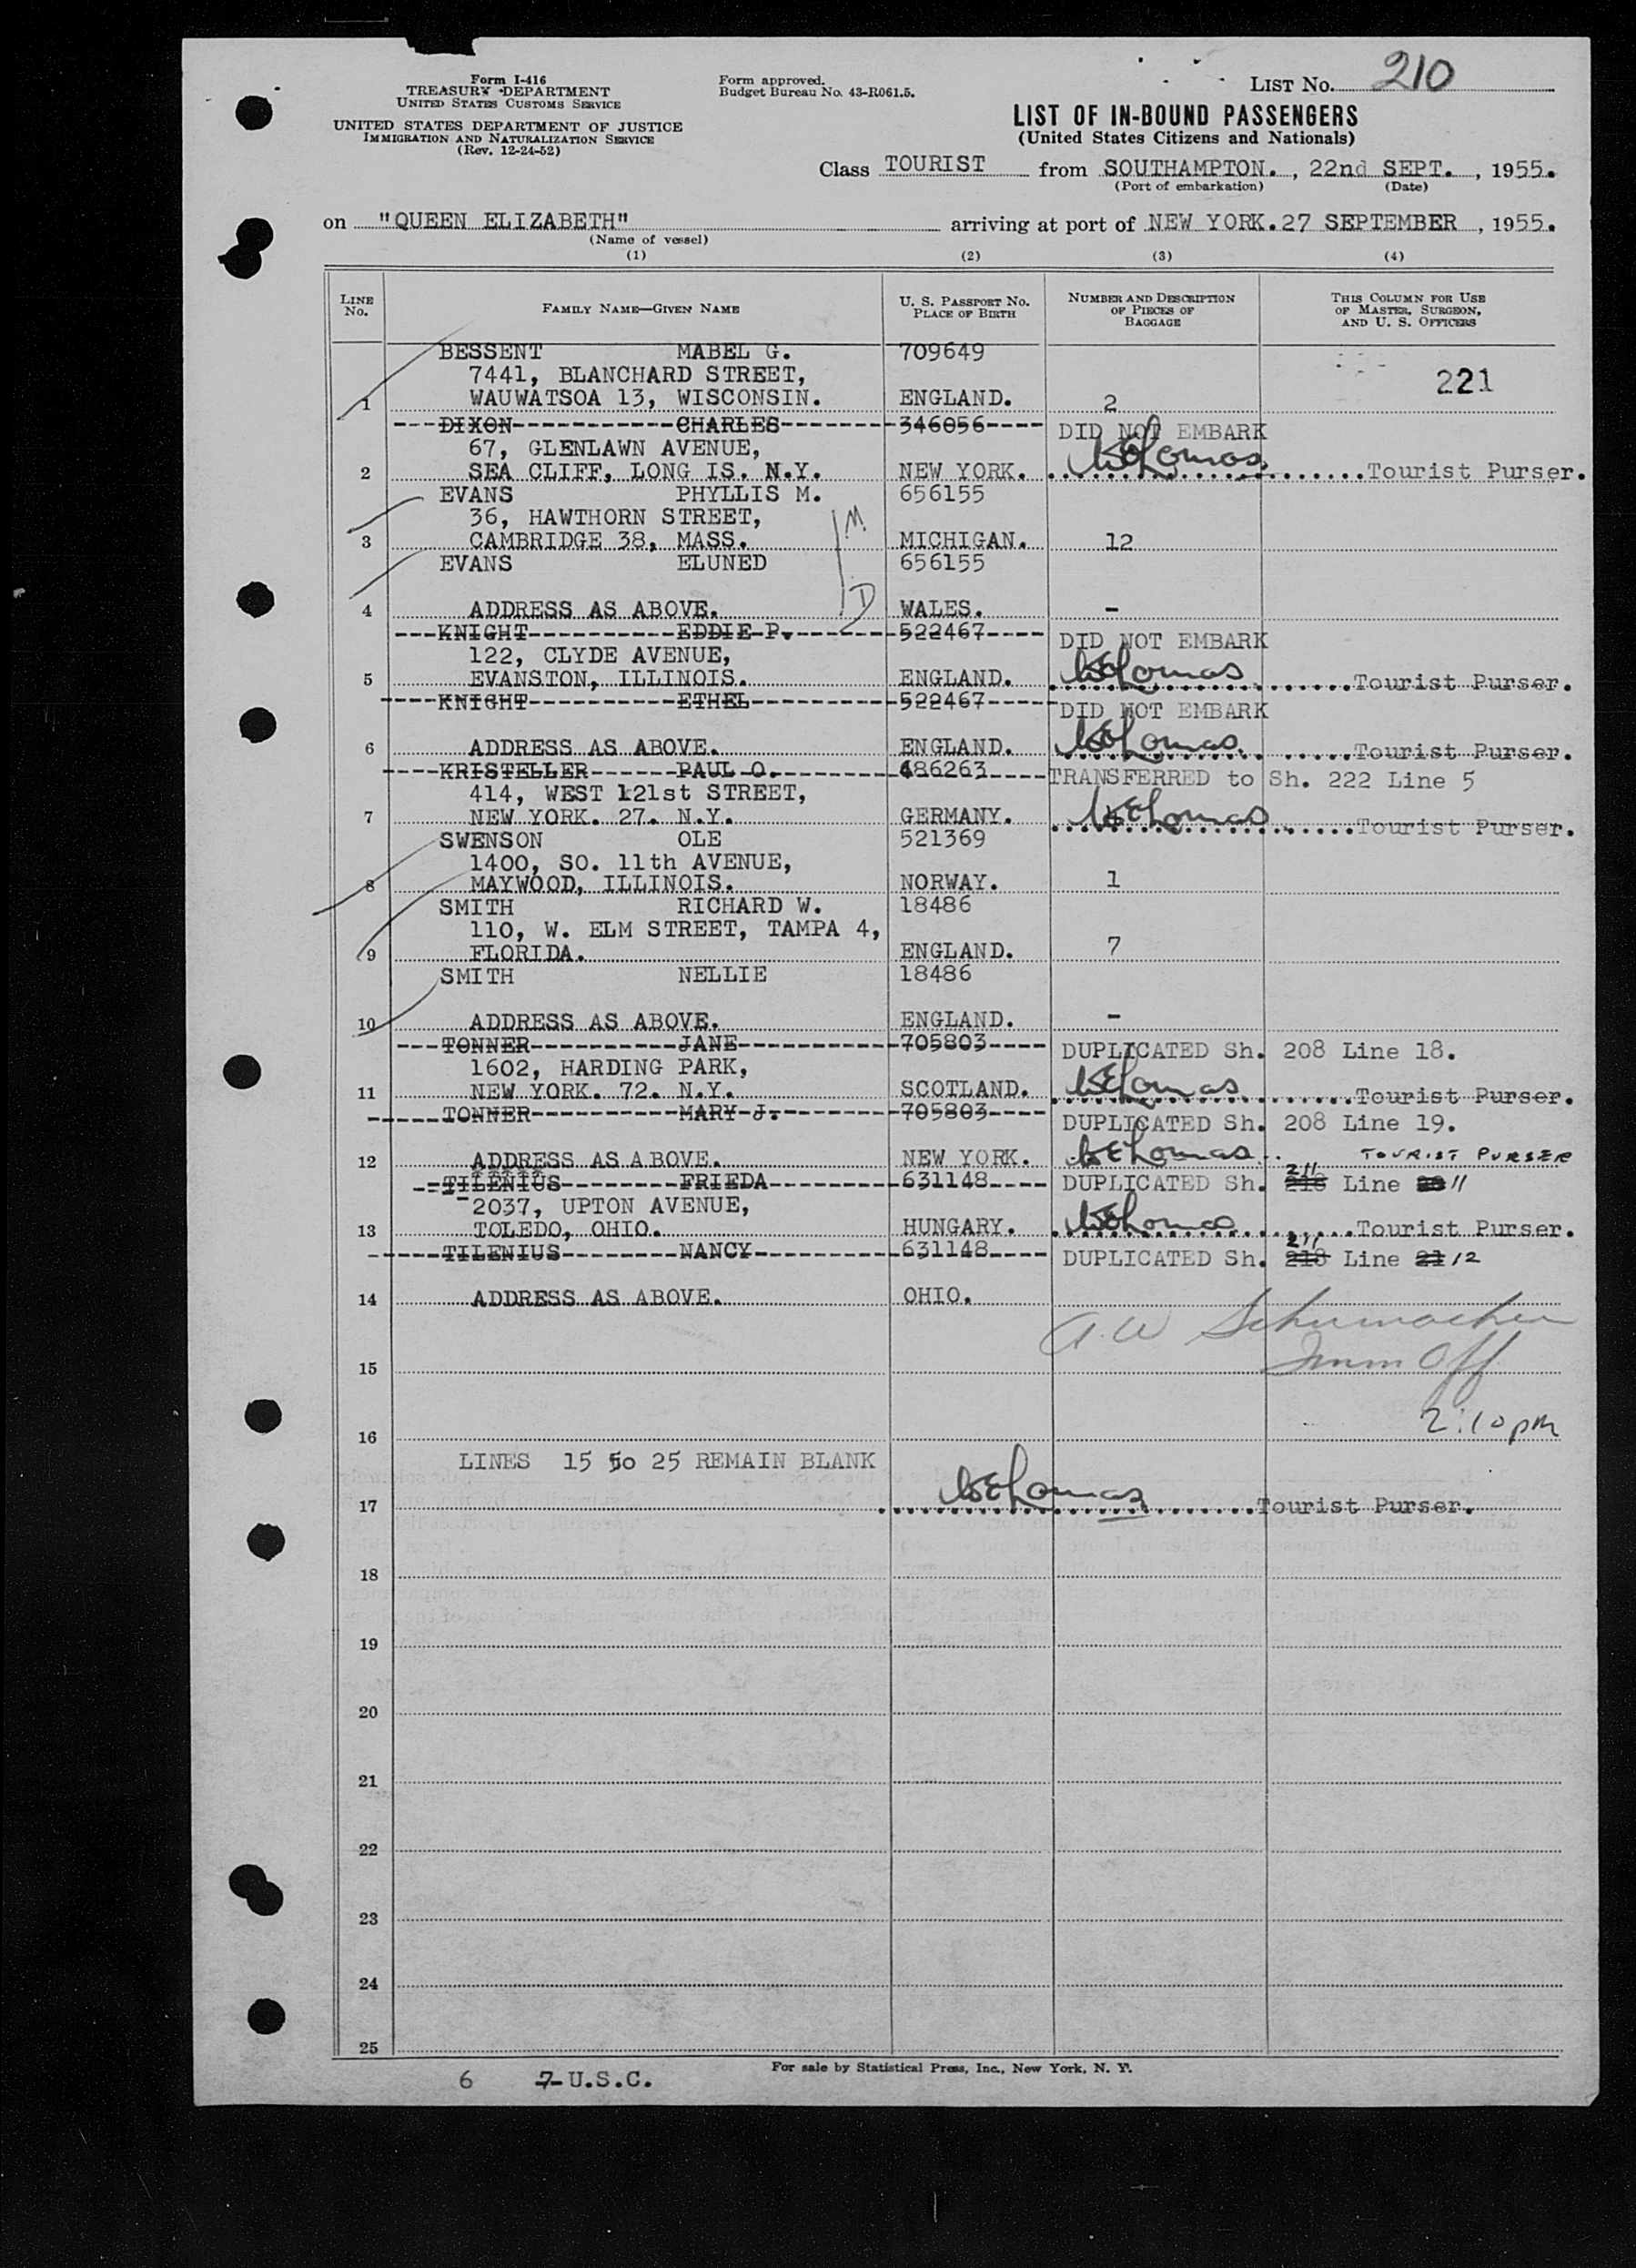 Form I-416
TREASURY DEPARTMENT
UNITED STATES CUSTOMS SERVICE
UNITED STATES DEPARTMENT OF JUSTICE
IMMIGRATION AND NATURALIZATION SERVICE
(Rev. 12-24-52)
Form approved.
Budget Bureau No. 43-R061.5.
LIST No. 210
LIST OF IN-BOUND PASSENGERS
(United States Citizens and Nationals)
Class TOURIST from SOUTHAMPTON. , 22nd SEPT. , 1955.
(Port of embarkation) (Date)
on "QUEEN ELIZABETH" arriving at port of NEW YORK. 27 SEPTEMBER , 1955.
(Name of vessel)
(1) (2) (3) (4)
LINE No. FAMILY NAME—GIVEN NAME U. S. PASSPORT No. PLACE OF BIRTH NUMBER AND DESCRIPTION OF PIECES OF BAGGAGE THIS COLUMN FOR USE OF MASTER, SURGEON, AND U. S. OFFICERS
BESSENT MABEL G. 709649
7441, BLANCHARD STREET, 221
1 WAUWATSOA 13, WISCONSIN. ENGLAND. 2
---DIXON-----------CHARLES--------346056---- DID NOT EMBARK
67, GLENLAWN AVENUE,
2 SEA CLIFF, LONG IS. N.Y. NEW YORK. WEThomas Tourist Purser.
EVANS PHYLLIS M. 656155
36, HAWTHORN STREET, M.
3 CAMBRIDGE 38, MASS. MICHIGAN. 12
EVANS ELUNED 656155
4 ADDRESS AS ABOVE. D WALES. -
---KNIGHT----------EDDIE P.-------522467---- DID NOT EMBARK
122, CLYDE AVENUE,
5 EVANSTON, ILLINOIS. ENGLAND. WEThomas Tourist Purser.
----KNIGHT----------ETHEL----------522467----- DID NOT EMBARK
6 ADDRESS AS ABOVE. ENGLAND. WEThomas Tourist Purser.
----KRISTELLER------PAUL O.--------486263----TRANSFERRED to Sh. 222 Line 5
414, WEST 121st STREET,
7 NEW YORK. 27. N.Y. GERMANY. WEThomas Tourist Purser.
SWENSON OLE 521369
1400, SO. 11th AVENUE,
8 MAYWOOD, ILLINOIS. NORWAY. 1
SMITH RICHARD W. 18486
110, W. ELM STREET, TAMPA 4,
9 FLORIDA. ENGLAND. 7
SMITH NELLIE 18486
10 ADDRESS AS ABOVE. ENGLAND. -
---TONNER----------JANE-----------705803---- DUPLICATED Sh. 208 Line 18.
1602, HARDING PARK,
11 NEW YORK. 72. N.Y. SCOTLAND. WEThomas Tourist Purser.
-----TONNER----------MARY J.--------705803---- DUPLICATED Sh. 208 Line 19.
12 ADDRESS AS ABOVE. NEW YORK. WEThomas TOURIST PURSER
--TILENIUS--------FRIEDA---------631148---- DUPLICATED Sh. 218 211 Line 20 11
2037, UPTON AVENUE,
13 TOLEDO, OHIO. HUNGARY. WEThomas Tourist Purser.
-----TILENIUS--------NANCY----------631148---- DUPLICATED Sh. 218 211 Line 21 12
14 ADDRESS AS ABOVE. OHIO.
A.W Schumacher
15 Imm Off
16 2:10 pm
LINES 15 to 25 REMAIN BLANK
17 WEThomas Tourist Purser.
18
19
20
21
22
23
24
25
For sale by Statistical Press, Inc., New York, N. Y.
6 7 U.S.C.